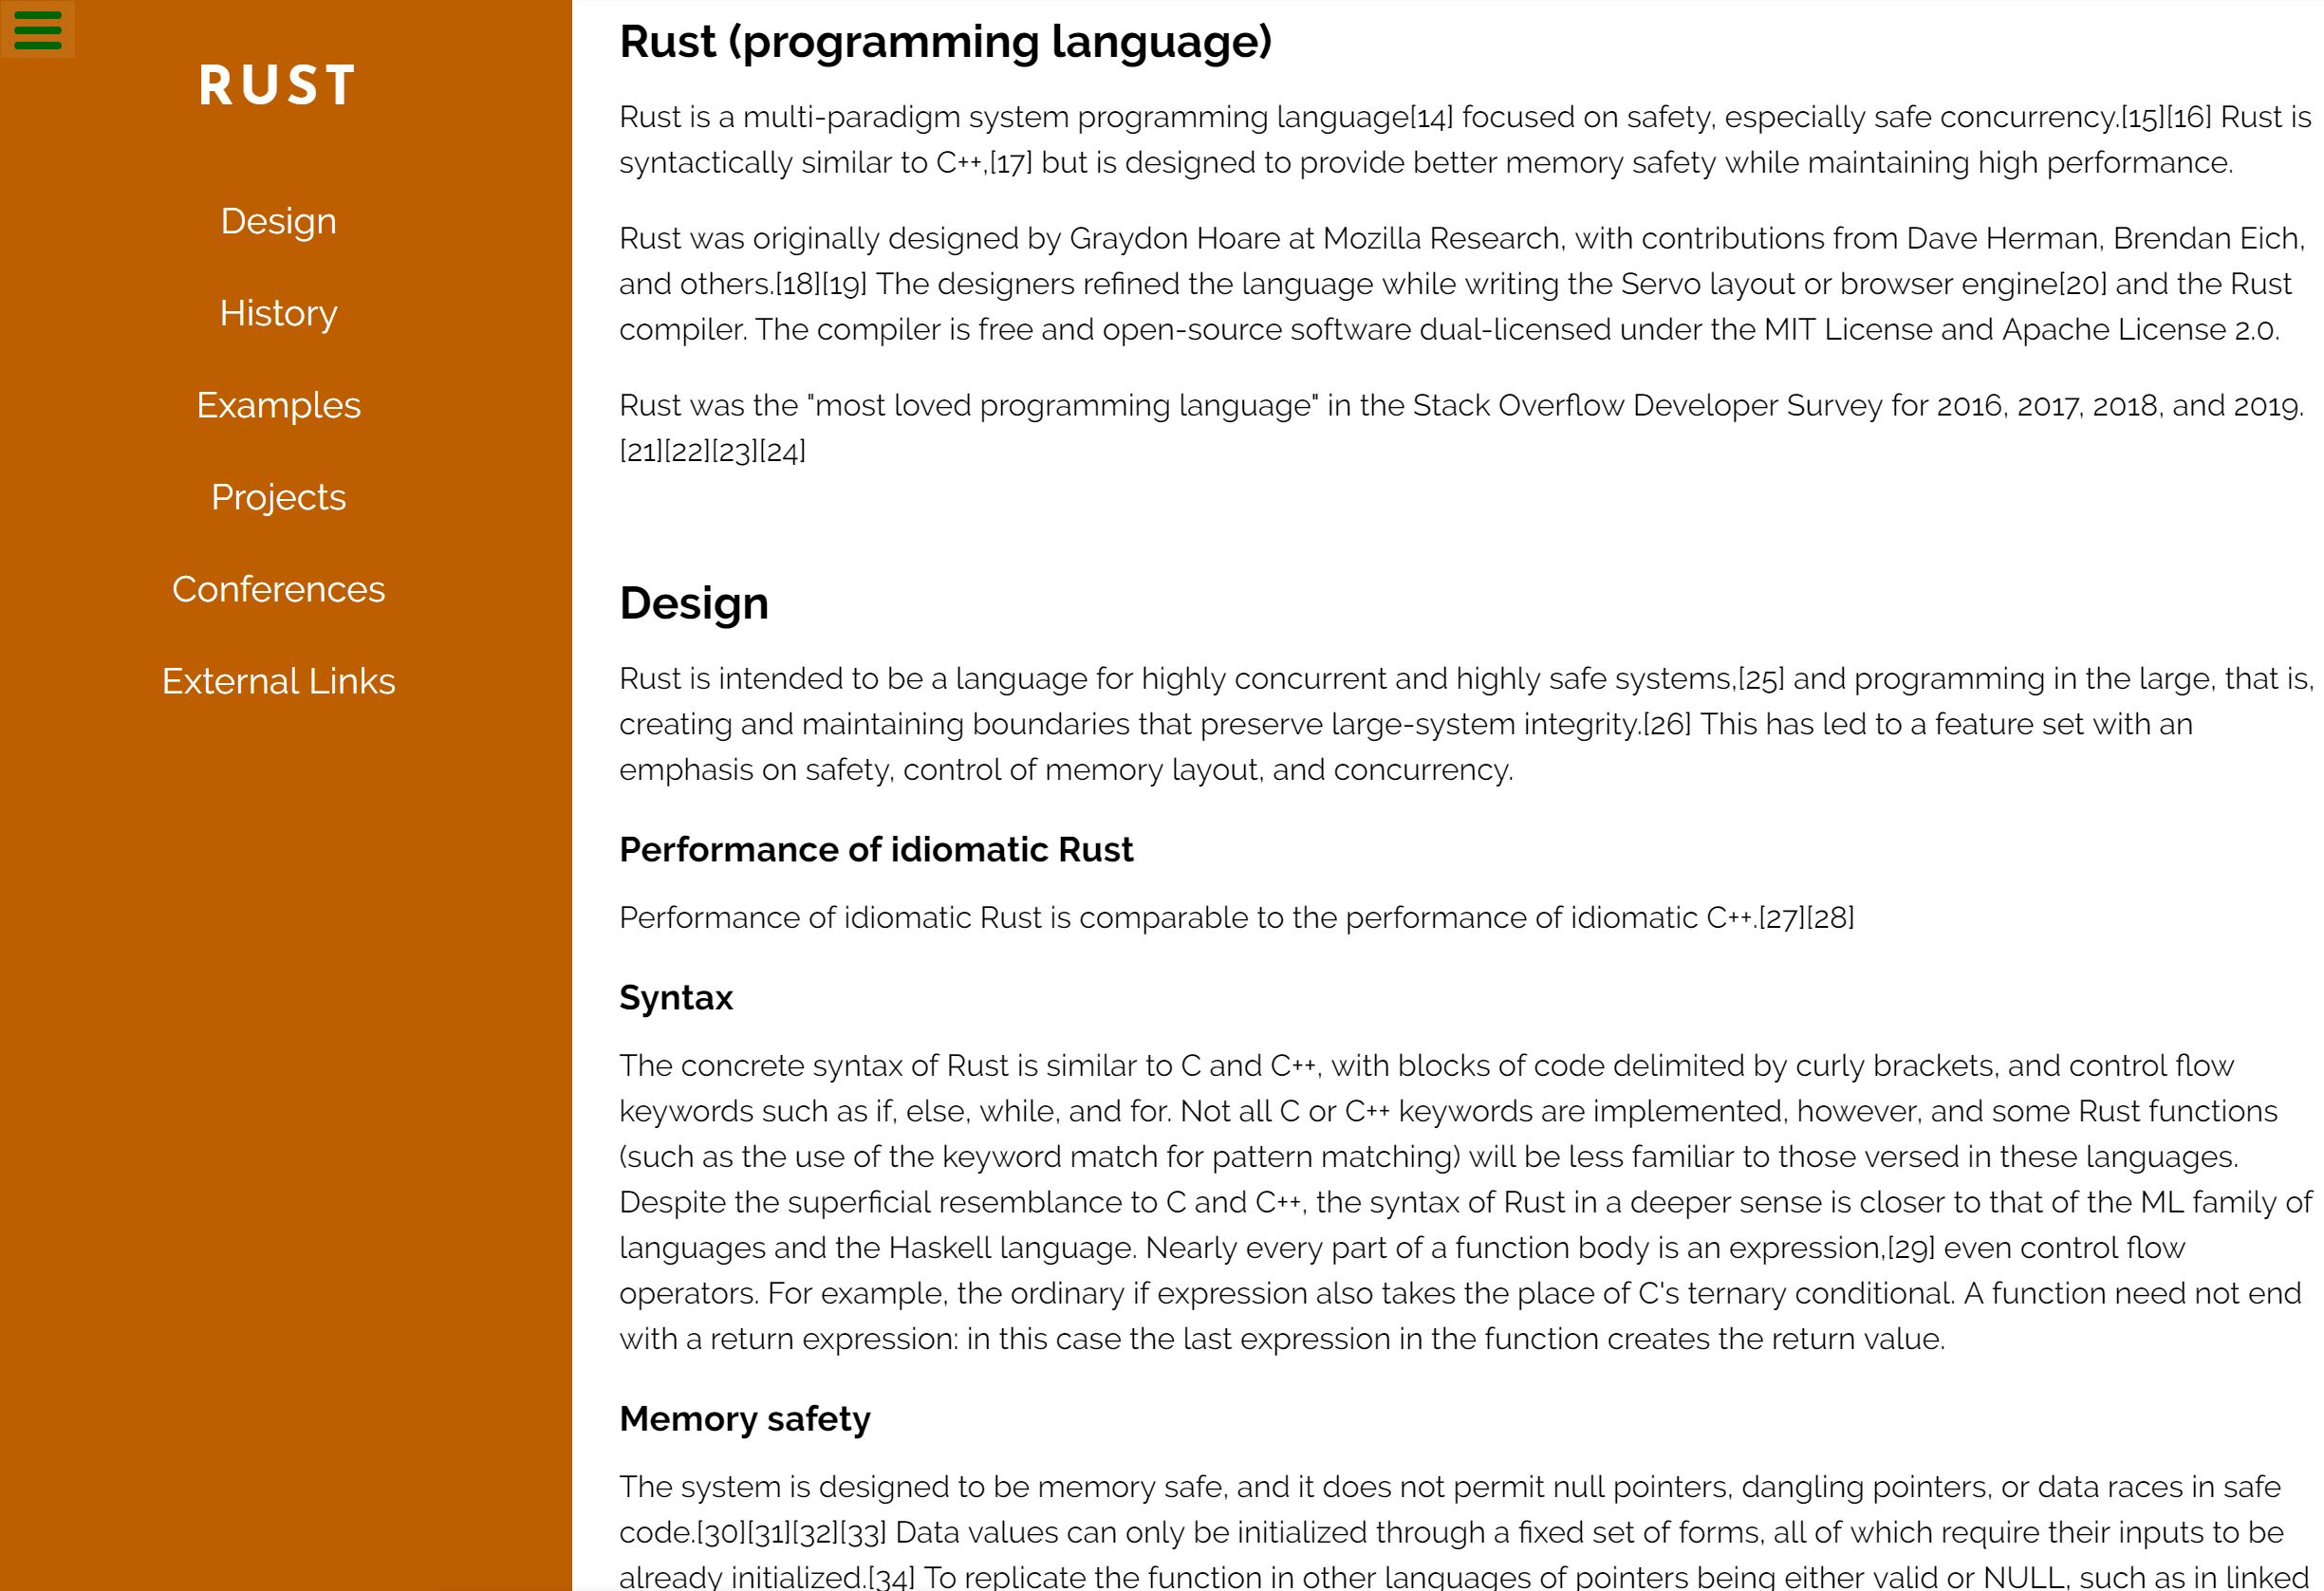 RUST
Design
History
Examples
Projects
Conferences
External Links
Rust (programming language)
Rust is a multi-paradigm system programming language[14] focused on safety, especially safe concurrency.[15][16] Rust is
syntactically similar to C++,[17] but is designed to provide better memory safety while maintaining high performance.
Rust was originally designed by Graydon Hoare at Mozilla Research, with contributions from Dave Herman, Brendan Eich,
and others.[18][19] The designers refined the language while writing the Servo layout or browser engine[20] and the Rust
compiler. The compiler is free and open-source software dual-licensed under the MIT License and Apache License 2.0.
Rust was the "most loved programming language" in the Stack Overflow Developer Survey for 2016, 2017, 2018, and 2019.
[21][22][23][24]
Design
Rust is intended to be a language for highly concurrent and highly safe systems,[25] and programming in the large, that is,
creating and maintaining boundaries that preserve large-system integrity.[26] This has led to a feature set with an
emphasis on safety, control of memory layout, and concurrency.
Performance of idiomatic Rust
Performance of idiomatic Rust is comparable to the performance of idiomatic C++.[27][28]
Syntax
The concrete syntax of Rust is similar to C and C++, with blocks of code delimited by curly brackets, and control flow
keywords such as if, else, while, and for. Not all C or C++ keywords are implemented, however, and some Rust functions
(such as the use of the keyword match for pattern matching) will be less familiar to those versed in these languages.
Despite the superficial resemblance to C and C++, the syntax of Rust in a deeper sense is closer to that of the ML family of
languages and the Haskell language. Nearly every part of a function body is an expression,[29] even control flow
operators. For example, the ordinary if expression also takes the place of C's ternary conditional. A function need not end
with a return expression: in this case the last expression in the function creates the return value.
Memory safety
The system is designed to be memory safe, and it does not permit null pointers, dangling pointers, or data races in safe
code.[30][31][32][33] Data values can only be initialized through a fixed set of forms, all of which require their inputs to be
already initialized.[34] To replicate the function in other languages of pointers being either valid or NULL, such as in linked